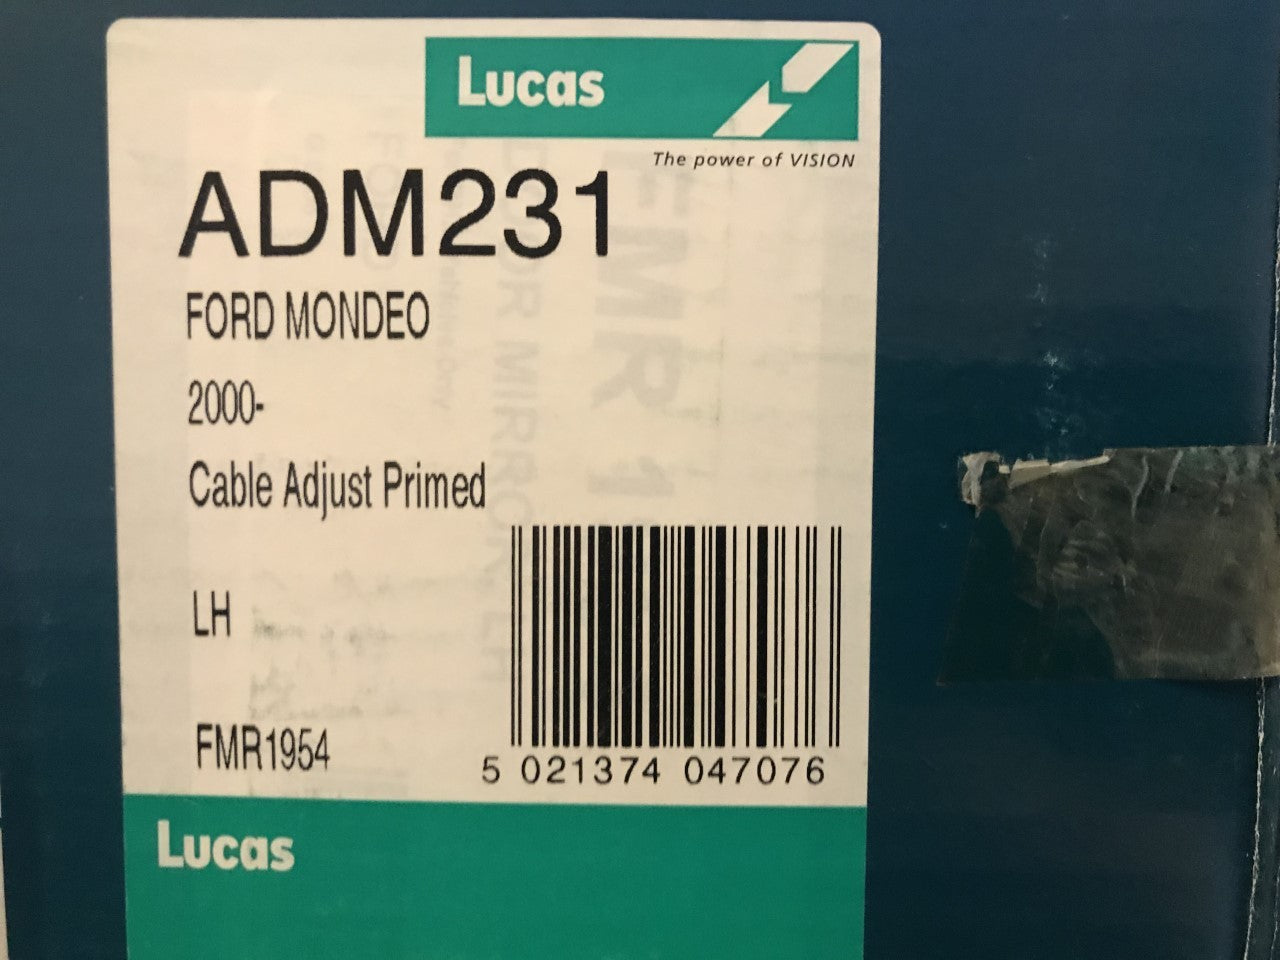 Lucas
The power of VISION
ADM231
FORD MONDEO
2000-
Cable Adjust Primed
LH
FMR1954
5 021374 047076
Lucas